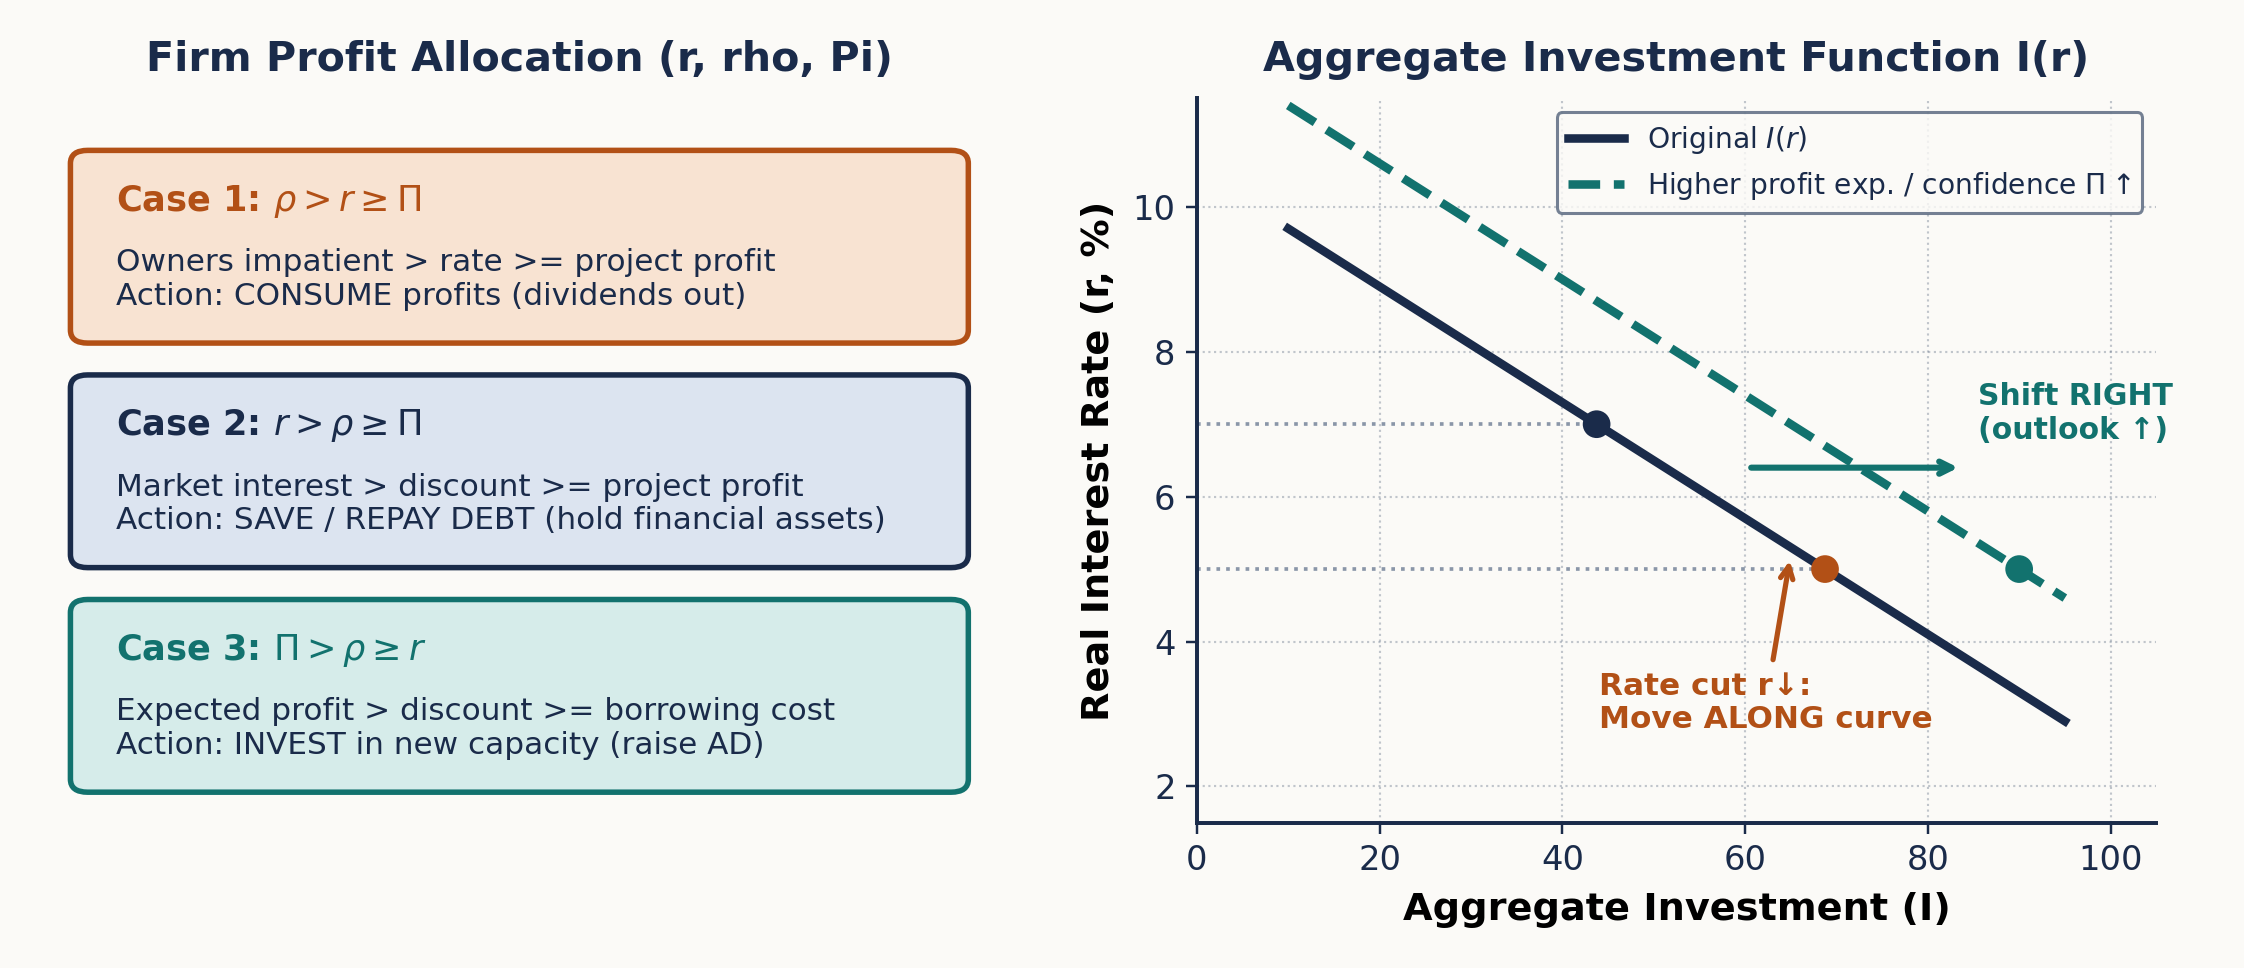 Firm Profit Allocation (r, rho, Pi)
Case 1: ρ > r ≥ Π
Owners impatient > rate >= project profit
Action: CONSUME profits (dividends out)
Case 2: r > ρ ≥ Π
Market interest > discount >= project profit
Action: SAVE / REPAY DEBT (hold financial assets)
Case 3: Π > ρ ≥ r
Expected profit > discount >= borrowing cost
Action: INVEST in new capacity (raise AD)
Aggregate Investment Function I(r)
Original I(r)
Higher profit exp. / confidence Π ↑
Shift RIGHT
(outlook ↑)
Rate cut r↓:
Move ALONG curve
Real Interest Rate (r, %)
10
8
6
4
2
0 20 40 60 80 100
Aggregate Investment (I)